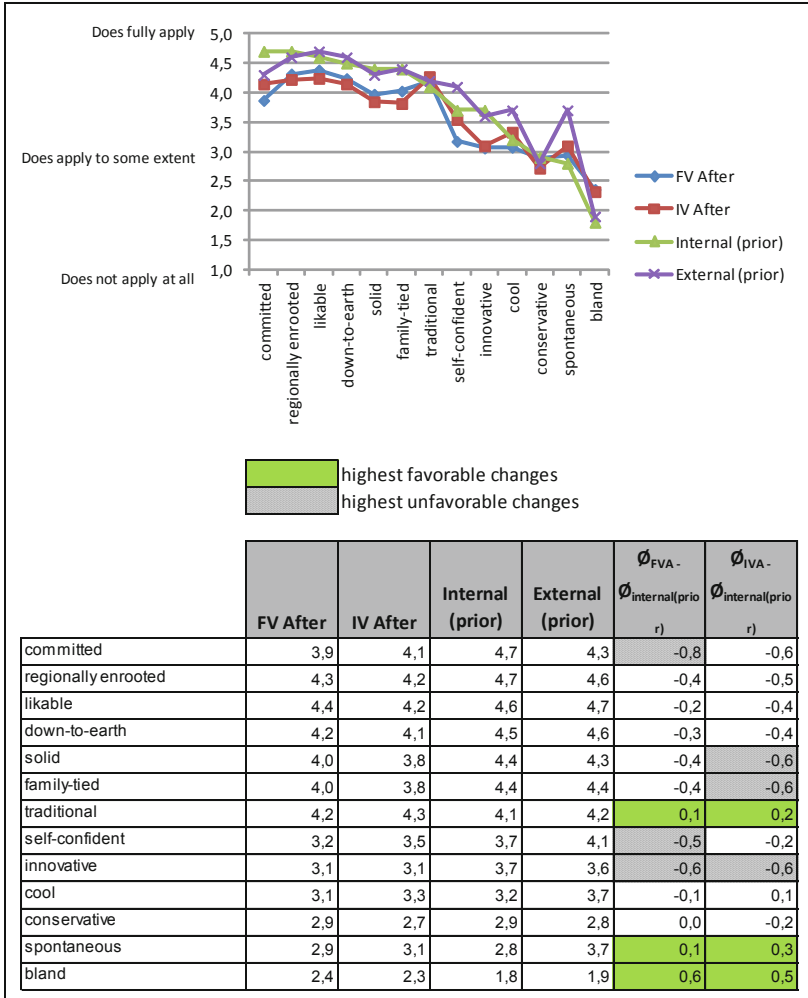 Does fully apply
Does apply to some extent
Does not apply at all
5,0
4,5
4,0
3,5
3,0
2,5
2,0
1,5
1,0
committed
regionally enrooted
likable
down-to-earth
solid
family-tied
traditional
self-confident
innovative
cool
conservative
spontaneous
bland
FV After
IV After
Internal (prior)
External (prior)
highest favorable changes
highest unfavorable changes
FV After IV After Internal (prior) External (prior) Ø FVA - Ø internal(prior) Ø IVA - Ø internal(prior)
committed 3,9 4,1 4,7 4,3 -0,8 -0,6
regionally enrooted 4,3 4,2 4,7 4,6 -0,4 -0,5
likable 4,4 4,2 4,6 4,7 -0,2 -0,4
down-to-earth 4,2 4,1 4,5 4,6 -0,3 -0,4
solid 4,0 3,8 4,4 4,3 -0,4 -0,6
family-tied 4,0 3,8 4,4 4,4 -0,4 -0,6
traditional 4,2 4,3 4,1 4,2 0,1 0,2
self-confident 3,2 3,5 3,7 4,1 -0,5 -0,2
innovative 3,1 3,1 3,7 3,6 -0,6 -0,6
cool 3,1 3,3 3,2 3,7 -0,1 0,1
conservative 2,9 2,7 2,9 2,8 0,0 -0,2
spontaneous 2,9 3,1 2,8 3,7 0,1 0,3
bland 2,4 2,3 1,8 1,9 0,6 0,5